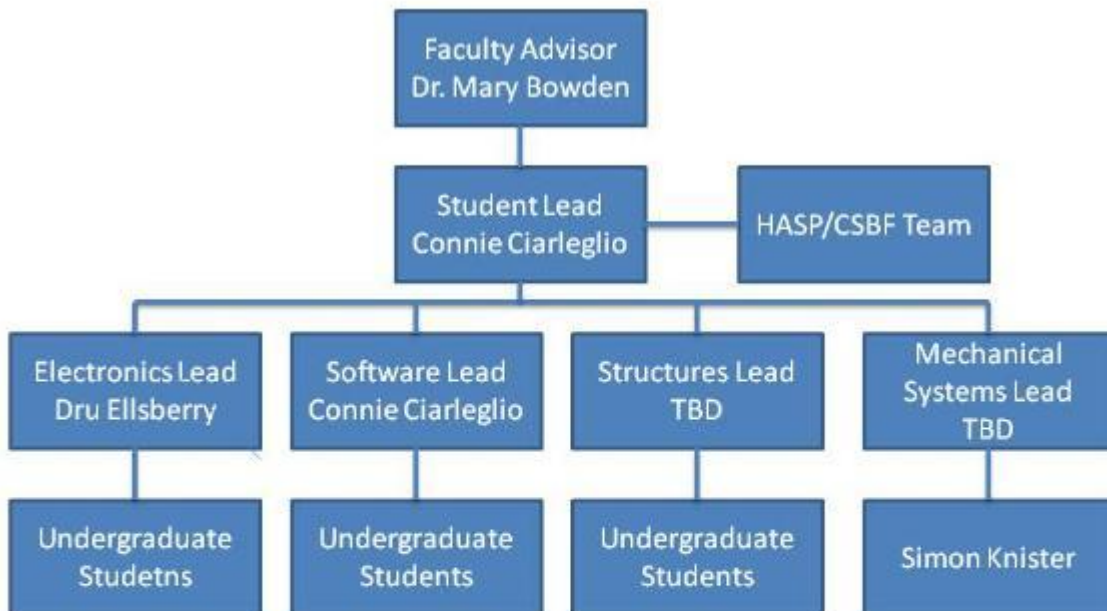 Faculty Advisor
Dr. Mary Bowden
Student Lead
Connie Ciarleglio
HASP/CSBF Team
Electronics Lead
Dru Ellsberry
Software Lead
Connie Ciarleglio
Structures Lead
TBD
Mechanical
Systems Lead
TBD
Undergraduate
Studetns
Undergraduate
Students
Undergraduate
Students
Simon Knister